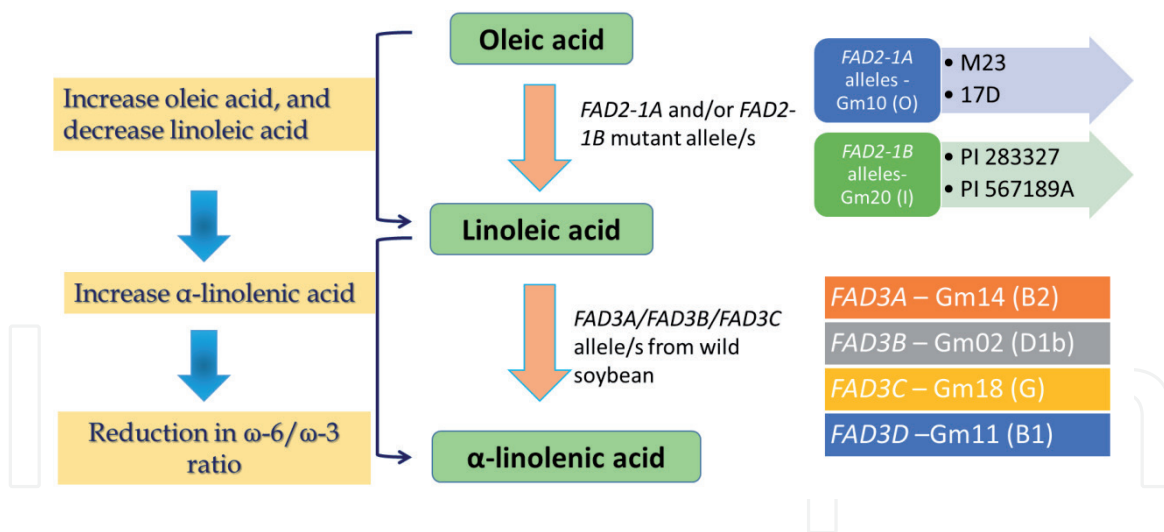 Increase oleic acid, and
decrease linoleic acid
Increase α-linolenic acid
Reduction in ω-6/ω-3
ratio
Oleic acid
FAD2-1A and/or FAD2-
1B mutant allele/s
Linoleic acid
FAD3A/FAD3B/FAD3C
allele/s from wild
soybean
α-linolenic acid
FAD2-1A
alleles -
Gm10 (O)
• M23
• 17D
FAD2-1B
alleles-
Gm20 (I)
• PI 283327
• PI 567189A
FAD3A – Gm14 (B2)
FAD3B – Gm02 (D1b)
FAD3C – Gm18 (G)
FAD3D –Gm11 (B1)